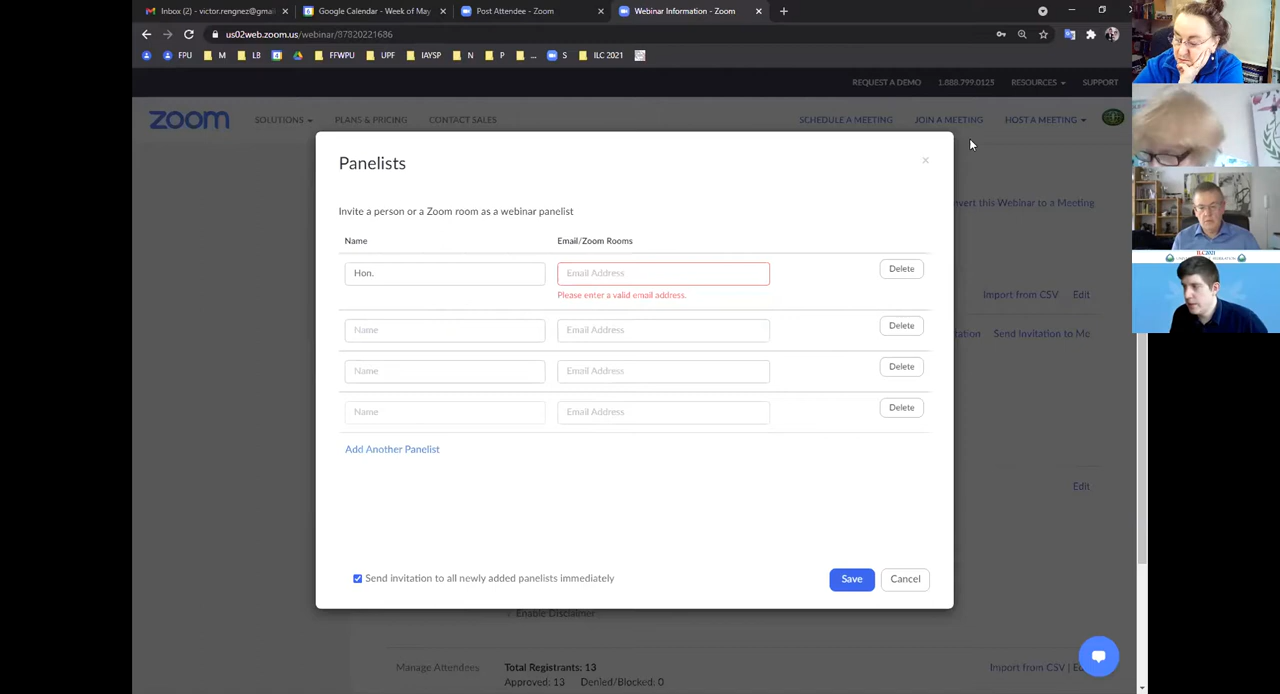 Inbox (2) - victor.rengnez@gmai
Google Calendar - Week of May
Post Attendee - Zoom
Webinar Information - Zoom
us02web.zoom.us/webinar/87820221686
FPU
M
L8
FFWPU
UPF
IAYSP
N
P
...
S
ILC 2021
REQUEST A DEMO
1.888.799.0125
RESOURCES
SUPPORT
zoom
SOLUTIONS
PLANS & PRICING
CONTACT SALES
SCHEDULE A MEETING
JOIN A MEETING
HOST A MEETING
Panelists
nvert this Webinar to a Meeting
Invite a person or a Zoom room as a webinar panelist
Name
Email/Zoom Rooms
Hon.
Email Address
Delete
Please enter a valid email address.
Import from CSV
Edit
Name
Email Address
Delete
itation
Send Invitation to Me
Name
Email Address
Delete
Name
Email Address
Delete
Add Another Panelist
Edit
Send invitation to all newly added panelists immediately
Save
Cancel
Enable Disclaimer
Manage Attendees
Total Registrants: 13
Import from CSV |
Approved: 13
Denied/Blocked: 0
ILC2021